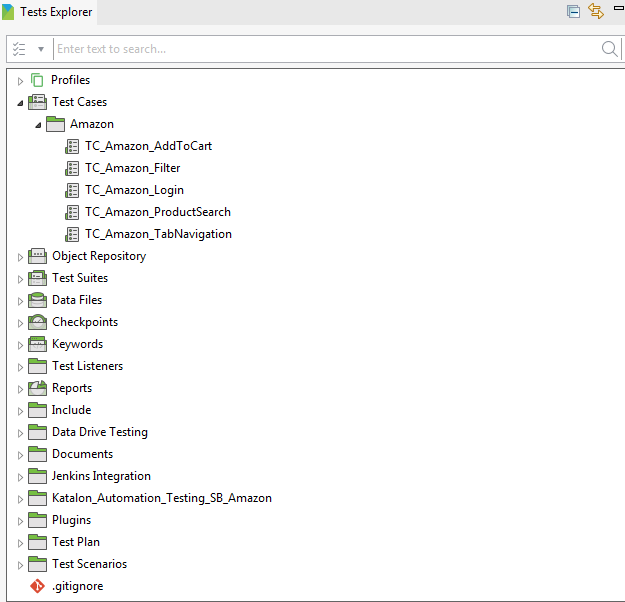 Tests Explorer
Enter text to search...
Profiles
Test Cases
Amazon
TC_Amazon_AddToCart
TC_Amazon_Filter
TC_Amazon_Login
TC_Amazon_ProductSearch
TC_Amazon_TabNavigation
Object Repository
Test Suites
Data Files
Checkpoints
Keywords
Test Listeners
Reports
Include
Data Drive Testing
Documents
Jenkins Integration
Katalon_Automation_Testing_SB_Amazon
Plugins
Test Plan
Test Scenarios
.gitignore